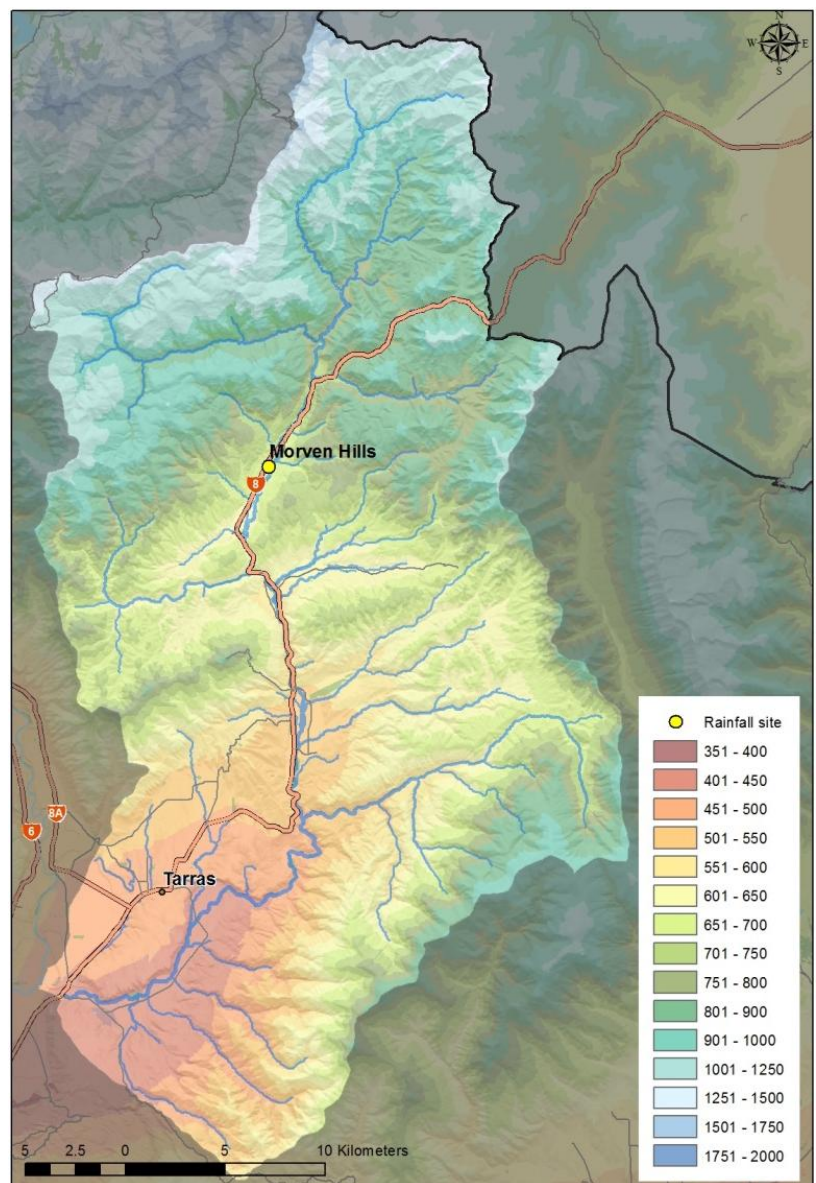 N
W E
S
Morven Hills
8
8A
6
Tarras
Rainfall site
351 - 400
401 - 450
451 - 500
501 - 550
551 - 600
601 - 650
651 - 700
701 - 750
751 - 800
801 - 900
901 - 1000
1001 - 1250
1251 - 1500
1501 - 1750
1751 - 2000
5 2.5 0 5 10 Kilometers